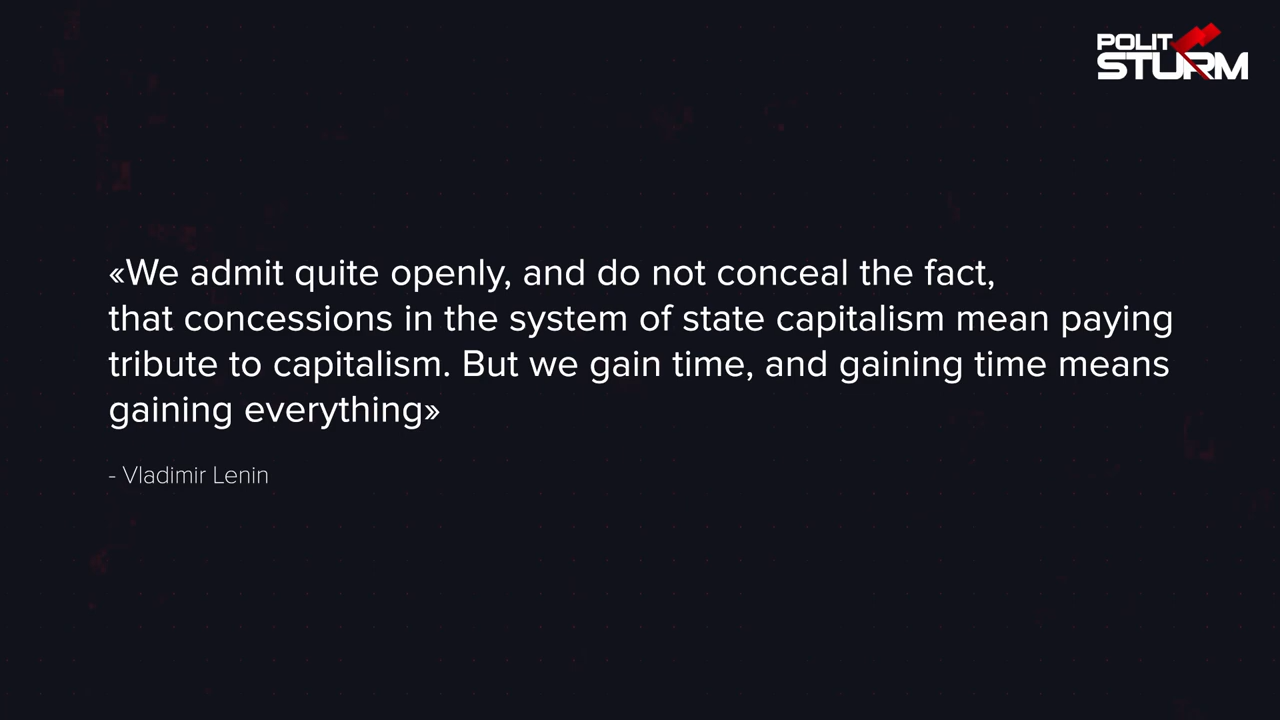 POLIT
STURM
«We admit quite openly, and do not conceal the fact,
that concessions in the system of state capitalism mean paying
tribute to capitalism. But we gain time, and gaining time means
gaining everything»
- Vladimir Lenin